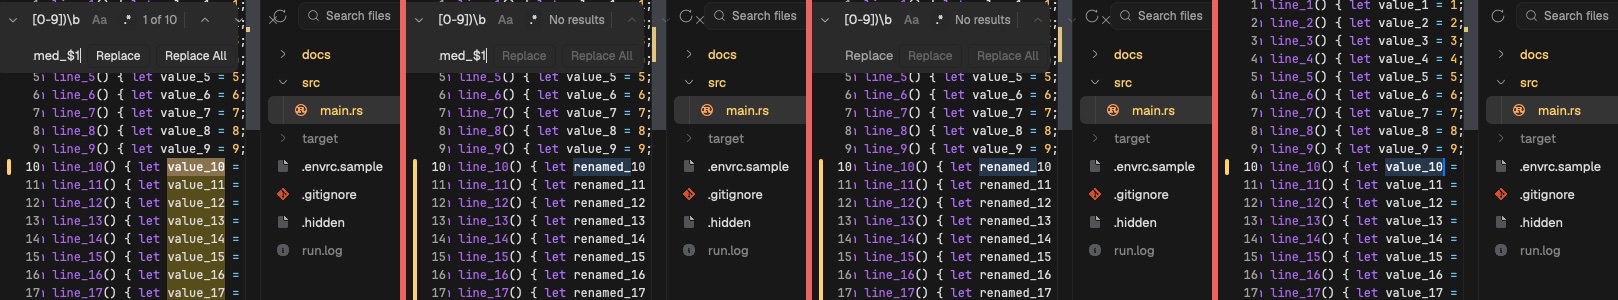 [0-9])\b Aa .* 1 of 10
Search files
med_$1 Replace Replace All
docs
5 line_5() { let value_5 = 5;
src
6 line_6() { let value_6 = 6;
7 line_7() { let value_7 = 7;
main.rs
8 line_8() { let value_8 = 8;
target
9 line_9() { let value_9 = 9;
10 line_10() { let value_10 =
.envrc.sample
11 line_11() { let value_11 =
.gitignore
12 line_12() { let value_12 =
13 line_13() { let value_13 =
.hidden
14 line_14() { let value_14 =
15 line_15() { let value_15 =
run.log
16 line_16() { let value_16 =
17 line_17() { let value_17 =
[0-9])\b Aa .* No results
Search files
med_$1 Replace Replace All
docs
5 line_5() { let value_5 = 5;
src
6 line_6() { let value_6 = 6;
7 line_7() { let value_7 = 7;
main.rs
8 line_8() { let value_8 = 8;
target
9 line_9() { let value_9 = 9;
10 line_10() { let renamed_10
.envrc.sample
11 line_11() { let renamed_11
.gitignore
12 line_12() { let renamed_12
13 line_13() { let renamed_13
.hidden
14 line_14() { let renamed_14
15 line_15() { let renamed_15
run.log
16 line_16() { let renamed_16
17 line_17() { let renamed_17
[0-9])\b Aa .* No results
Search files
Replace Replace All
docs
5 line_5() { let value_5 = 5;
src
6 line_6() { let value_6 = 6;
7 line_7() { let value_7 = 7;
main.rs
8 line_8() { let value_8 = 8;
target
9 line_9() { let value_9 = 9;
10 line_10() { let renamed_10
.envrc.sample
11 line_11() { let renamed_11
.gitignore
12 line_12() { let renamed_12
13 line_13() { let renamed_13
.hidden
14 line_14() { let renamed_14
15 line_15() { let renamed_15
run.log
16 line_16() { let renamed_16
17 line_17() { let renamed_17
1 line_1() { let value_1 = 1;
Search files
2 line_2() { let value_2 = 2;
3 line_3() { let value_3 = 3;
docs
4 line_4() { let value_4 = 4;
5 line_5() { let value_5 = 5;
src
6 line_6() { let value_6 = 6;
7 line_7() { let value_7 = 7;
main.rs
8 line_8() { let value_8 = 8;
target
9 line_9() { let value_9 = 9;
10 line_10() { let value_10 =
.envrc.sample
11 line_11() { let value_11 =
.gitignore
12 line_12() { let value_12 =
13 line_13() { let value_13 =
.hidden
14 line_14() { let value_14 =
15 line_15() { let value_15 =
run.log
16 line_16() { let value_16 =
17 line_17() { let value_17 =